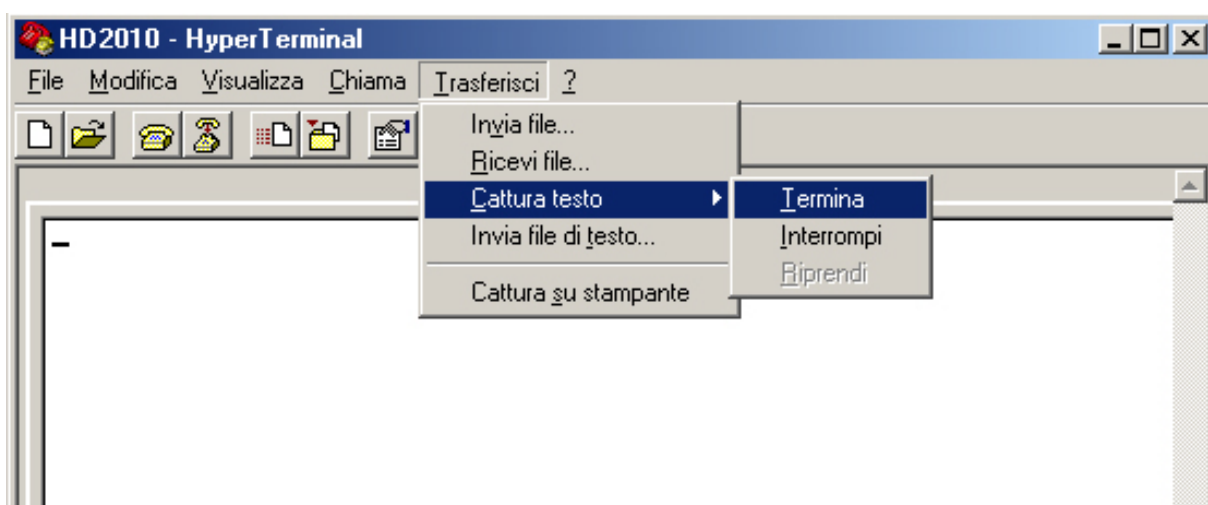 HD2010 - HyperTerminal
File Modifica Visualizza Chiama Trasferisci ?
Invia file...
Ricevi file...
Cattura testo
Invia file di testo...
Cattura su stampante
Termina
Interrompi
Riprendi